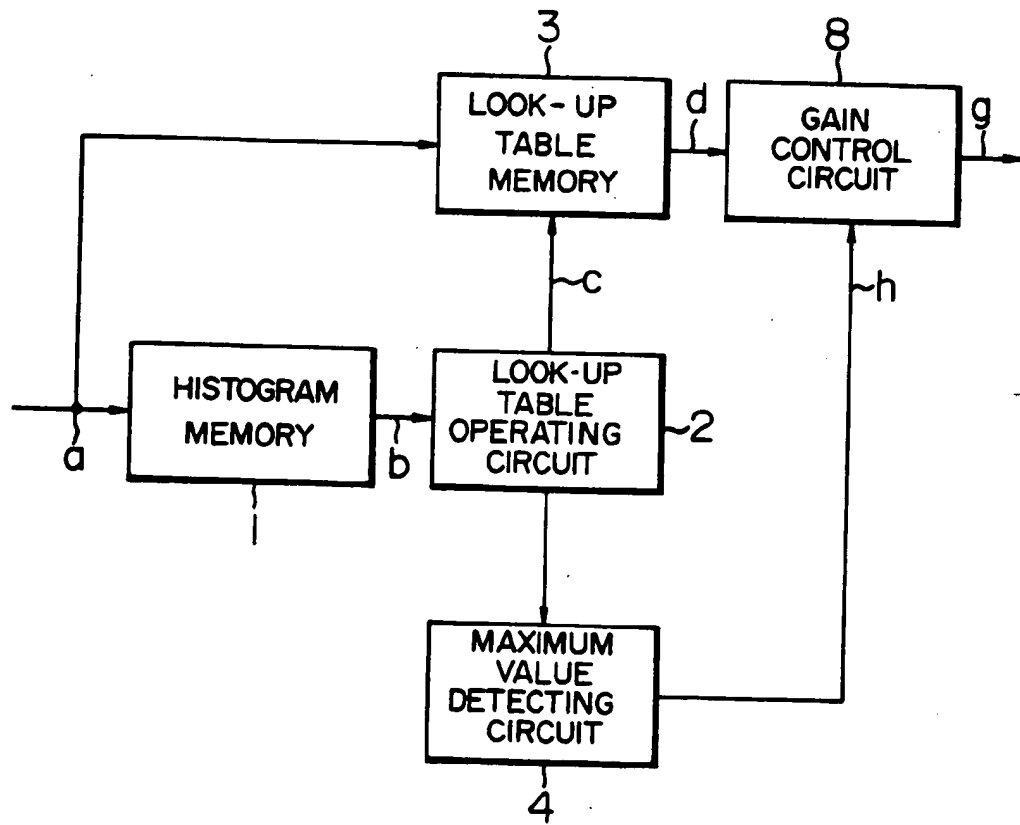 3
8
LOOK-UP
TABLE
MEMORY
d
GAIN
CONTROL
CIRCUIT
g
c
h
HISTOGRAM
MEMORY
a
b
LOOK-UP
TABLE
OPERATING
CIRCUIT
2
1
MAXIMUM
VALUE
DETECTING
CIRCUIT
4